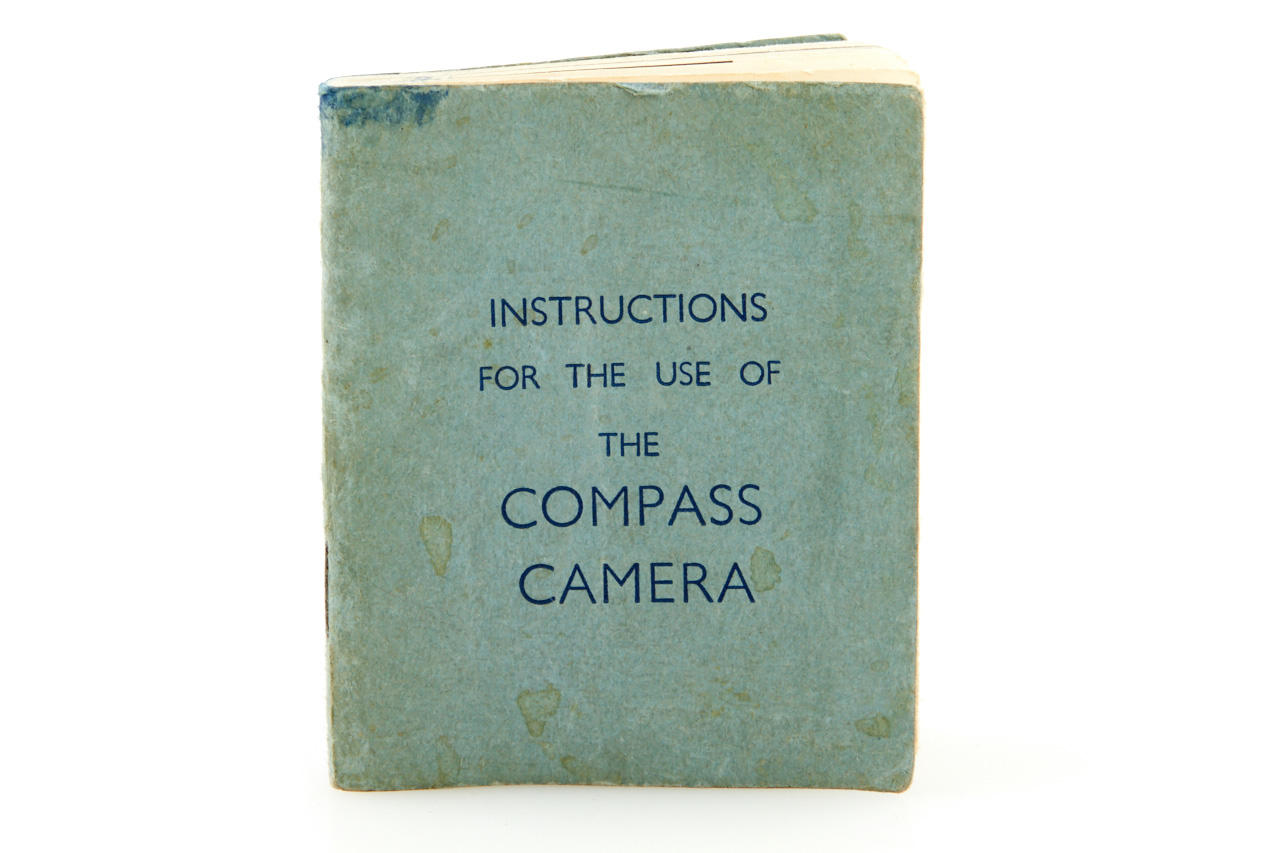 INSTRUCTIONS
FOR THE USE OF
THE
COMPASS
CAMERA